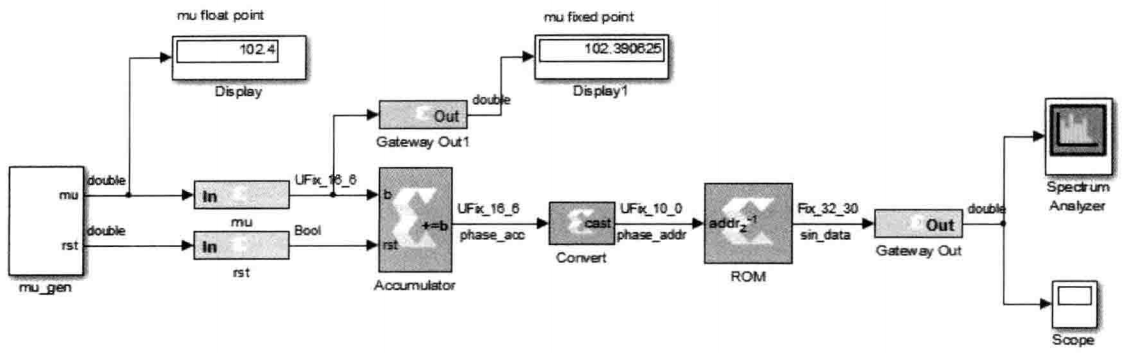 mu float point
102.4
Display
mu fixed point
102.390625
Display1
double
Out
Gateway Out1
mu
double
In
mu
UFix_16_6
rst
double
In
rst
Bool
mu_gen
b
rst
+=b
Accumulator
UFix_16_6
phase_acc
cast
Convert
UFix_10_0
phase_addr
addr z⁻¹
ROM
Fix_32_30
sin_data
Out
Gateway Out
double
Spectrum
Analyzer
Scope